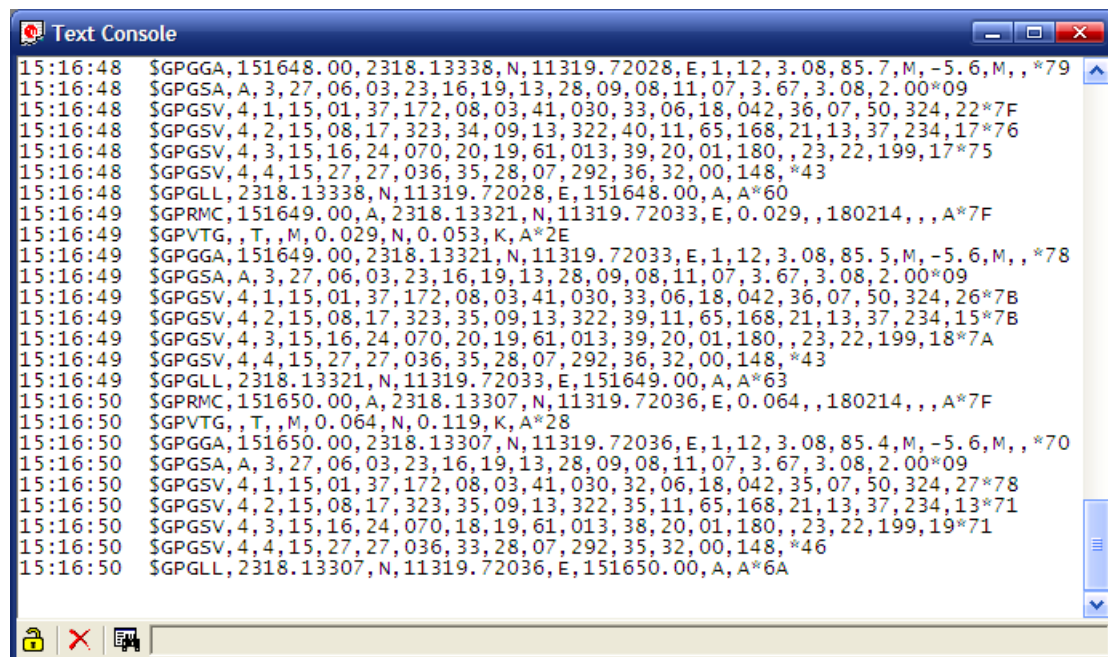 Text Console
15:16:48 $GPGGA,151648.00,2318.13338,N,11319.72028,E,1,12,3.08,85.7,M,-5.6,M,,*79
15:16:48 $GPGSA,A,3,27,06,03,23,16,19,13,28,09,08,11,07,3.67,3.08,2.00*09
15:16:48 $GPGSV,4,1,15,01,37,172,08,03,41,030,33,06,18,042,36,07,50,324,22*7F
15:16:48 $GPGSV,4,2,15,08,17,323,34,09,13,322,40,11,65,168,21,13,37,234,17*76
15:16:48 $GPGSV,4,3,15,16,24,070,20,19,61,013,39,20,01,180,,23,22,199,17*75
15:16:48 $GPGSV,4,4,15,27,27,036,35,28,07,292,36,32,00,148,*43
15:16:48 $GPGLL,2318.13338,N,11319.72028,E,151648.00,A,A*60
15:16:49 $GPRMC,151649.00,A,2318.13321,N,11319.72033,E,0.029,,180214,,,A*7F
15:16:49 $GPVTG,,T,,M,0.029,N,0.053,K,A*2E
15:16:49 $GPGGA,151649.00,2318.13321,N,11319.72033,E,1,12,3.08,85.5,M,-5.6,M,,*78
15:16:49 $GPGSA,A,3,27,06,03,23,16,19,13,28,09,08,11,07,3.67,3.08,2.00*09
15:16:49 $GPGSV,4,1,15,01,37,172,08,03,41,030,33,06,18,042,36,07,50,324,26*7B
15:16:49 $GPGSV,4,2,15,08,17,323,35,09,13,322,39,11,65,168,21,13,37,234,15*7B
15:16:49 $GPGSV,4,3,15,16,24,070,20,19,61,013,39,20,01,180,,23,22,199,18*7A
15:16:49 $GPGSV,4,4,15,27,27,036,35,28,07,292,36,32,00,148,*43
15:16:49 $GPGLL,2318.13321,N,11319.72033,E,151649.00,A,A*63
15:16:50 $GPRMC,151650.00,A,2318.13307,N,11319.72036,E,0.064,,180214,,,A*7F
15:16:50 $GPVTG,,T,,M,0.064,N,0.119,K,A*28
15:16:50 $GPGGA,151650.00,2318.13307,N,11319.72036,E,1,12,3.08,85.4,M,-5.6,M,,*70
15:16:50 $GPGSA,A,3,27,06,03,23,16,19,13,28,09,08,11,07,3.67,3.08,2.00*09
15:16:50 $GPGSV,4,1,15,01,37,172,08,03,41,030,32,06,18,042,35,07,50,324,27*78
15:16:50 $GPGSV,4,2,15,08,17,323,35,09,13,322,35,11,65,168,21,13,37,234,13*71
15:16:50 $GPGSV,4,3,15,16,24,070,18,19,61,013,38,20,01,180,,23,22,199,19*71
15:16:50 $GPGSV,4,4,15,27,27,036,33,28,07,292,35,32,00,148,*46
15:16:50 $GPGLL,2318.13307,N,11319.72036,E,151650.00,A,A*6A